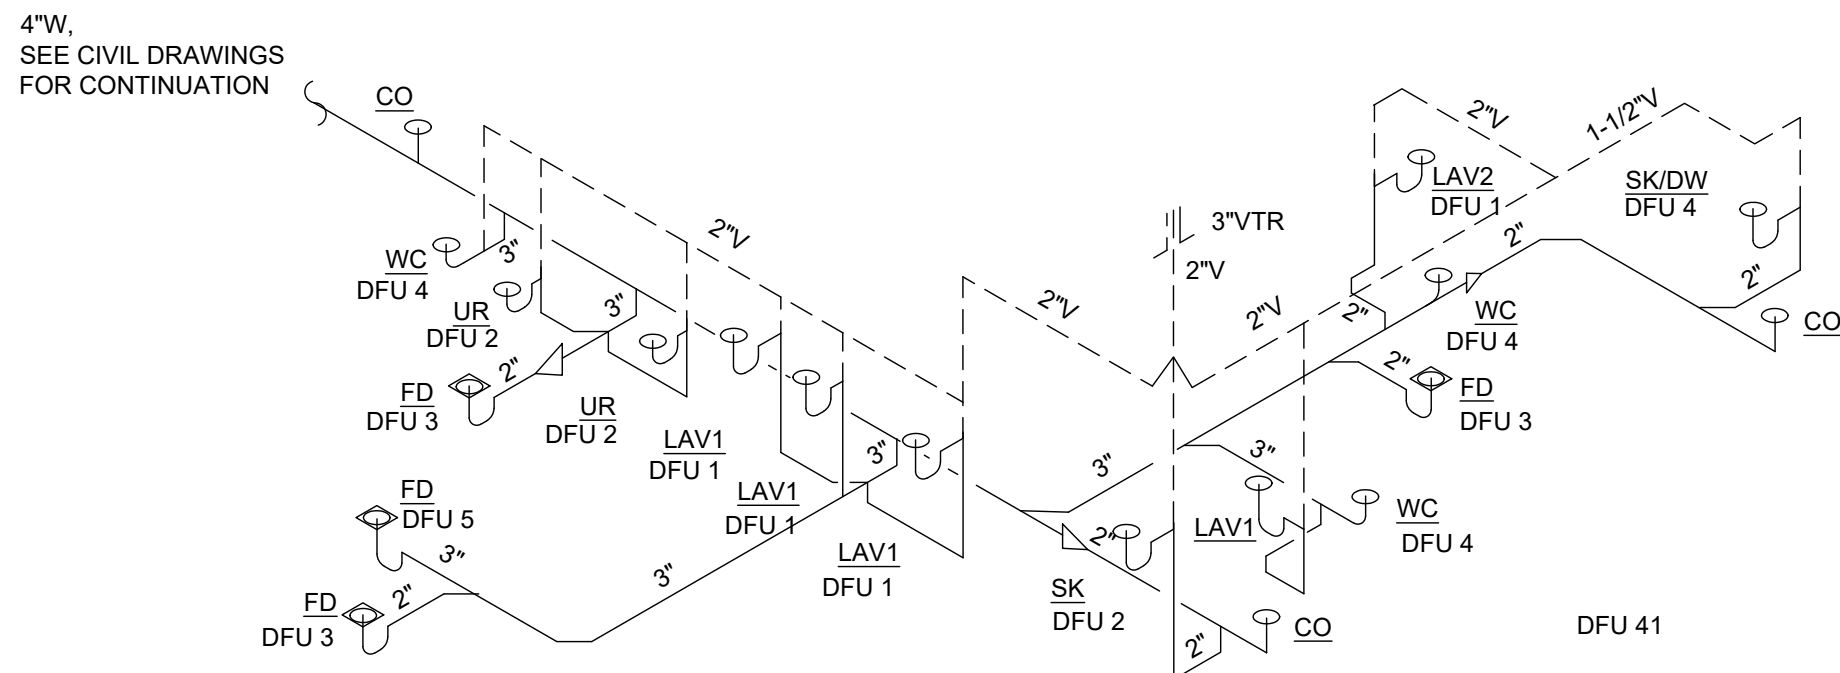 4"W,
SEE CIVIL DRAWINGS
FOR CONTINUATION
CO
2"V
1-1/2"V
LAV2
DFU 1
SK/DW
DFU 4
3"VTR
2"V
2"V
WC
DFU 4
3"
UR
DFU 2
3"
2"V
2"V
2"
2"
WC
DFU 4
2"
CO
FD
DFU 3
2"
UR
DFU 2
2"
FD
DFU 3
LAV1
DFU 1
3"
3"
3"
LAV1
DFU 1
LAV1
DFU 1
FD
DFU 5
3"
2"
LAV1
WC
DFU 4
3"
SK
DFU 2
FD
DFU 3
2"
2"
CO
DFU 41